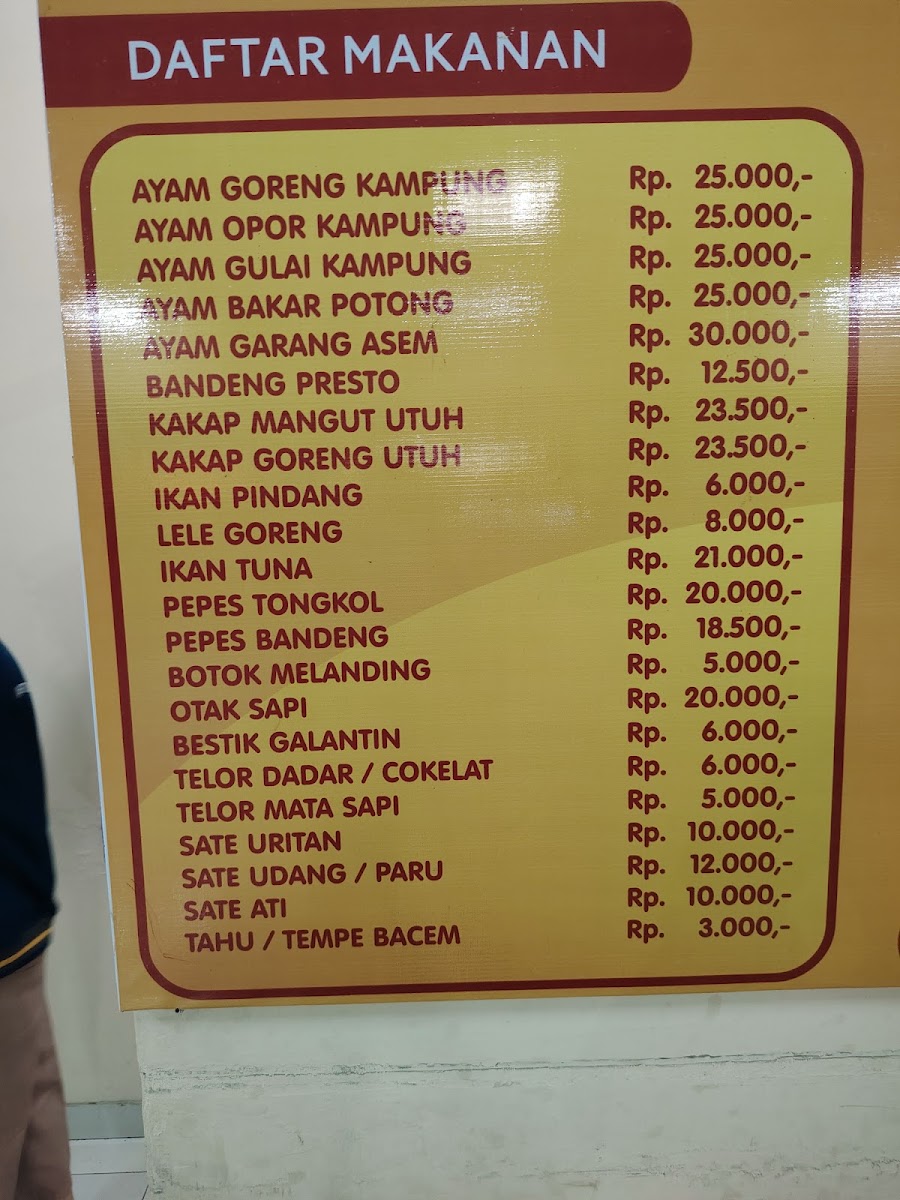 DAFTAR MAKANAN
AYAM GORENG KAMPUNG Rp. 25.000,-
AYAM OPOR KAMPUNG Rp. 25.000,-
AYAM GULAI KAMPUNG Rp. 25.000,-
AYAM BAKAR POTONG Rp. 25.000,-
AYAM GARANG ASEM Rp. 30.000,-
BANDENG PRESTO Rp. 12.500,-
KAKAP MANGUT UTUH Rp. 23.500,-
KAKAP GORENG UTUH Rp. 23.500,-
IKAN PINDANG Rp. 6.000,-
LELE GORENG Rp. 8.000,-
IKAN TUNA Rp. 21.000,-
PEPES TONGKOL Rp. 20.000,-
PEPES BANDENG Rp. 18.500,-
BOTOK MELANDING Rp. 5.000,-
OTAK SAPI Rp. 20.000,-
BESTIK GALANTIN Rp. 6.000,-
TELOR DADAR / COKELAT Rp. 6.000,-
TELOR MATA SAPI Rp. 5.000,-
SATE URITAN Rp. 10.000,-
SATE UDANG / PARU Rp. 12.000,-
SATE ATI Rp. 10.000,-
TAHU / TEMPE BACEM Rp. 3.000,-